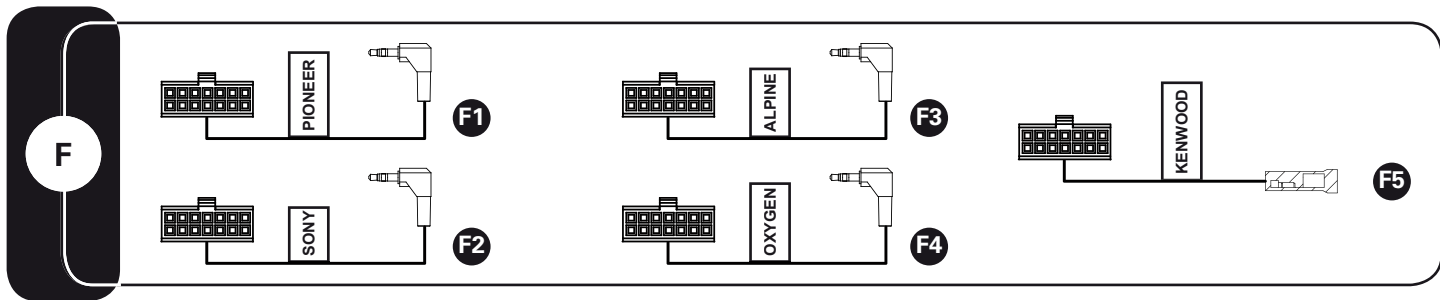 F
PIONEER
F1
SONY
F2
ALPINE
F3
OXYGEN
F4
KENWOOD
F5